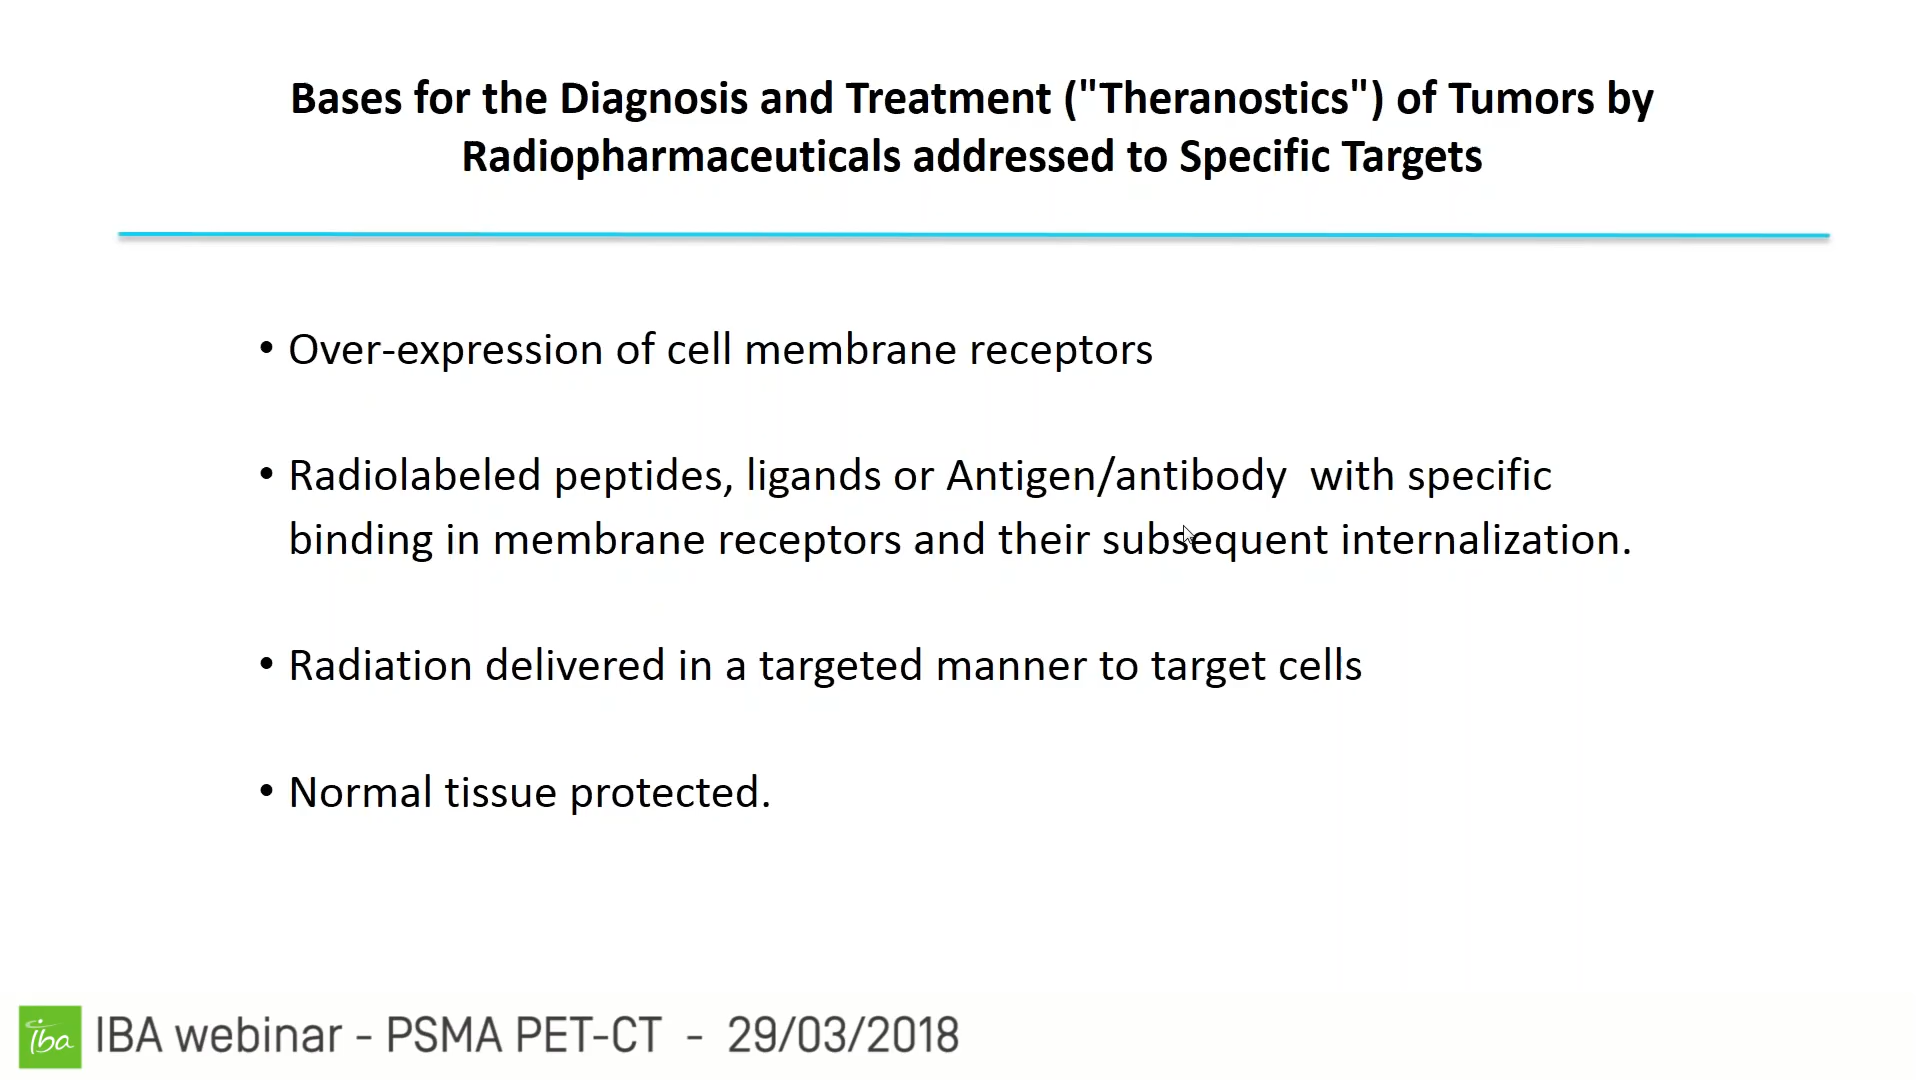 Bases for the Diagnosis and Treatment ("Theranostics") of Tumors by
Radiopharmaceuticals addressed to Specific Targets
• Over-expression of cell membrane receptors
• Radiolabeled peptides, ligands or Antigen/antibody  with specific
binding in membrane receptors and their subsequent internalization.
• Radiation delivered in a targeted manner to target cells
• Normal tissue protected.
iba IBA webinar - PSMA PET-CT - 29/03/2018